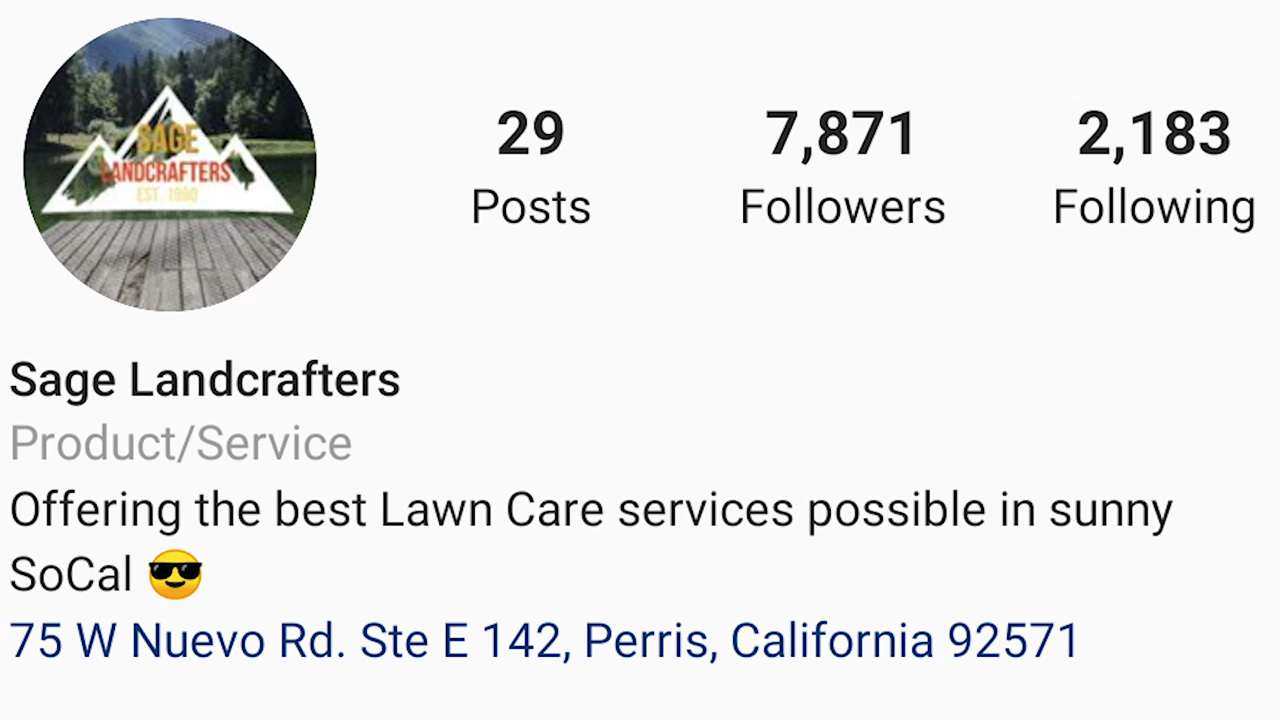 SAGE
LANDCRAFTERS
EST. 1980
29
7,871
2,183
Posts
Followers
Following
Sage Landcrafters
Product/Service
Offering the best Lawn Care services possible in sunny
SoCal 😎
75 W Nuevo Rd. Ste E 142, Perris, California 92571